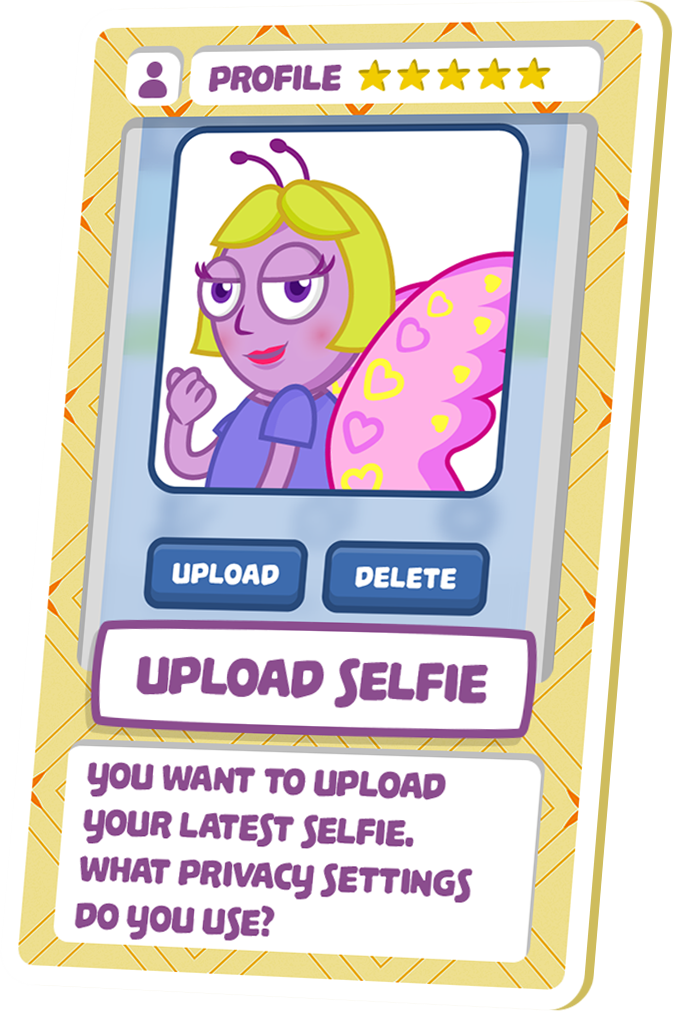 PROFILE
UPLOAD DELETE
UPLOAD SELFIE
YOU WANT TO UPLOAD
YOUR LATEST SELFIE.
WHAT PRIVACY SETTINGS
DO YOU USE?